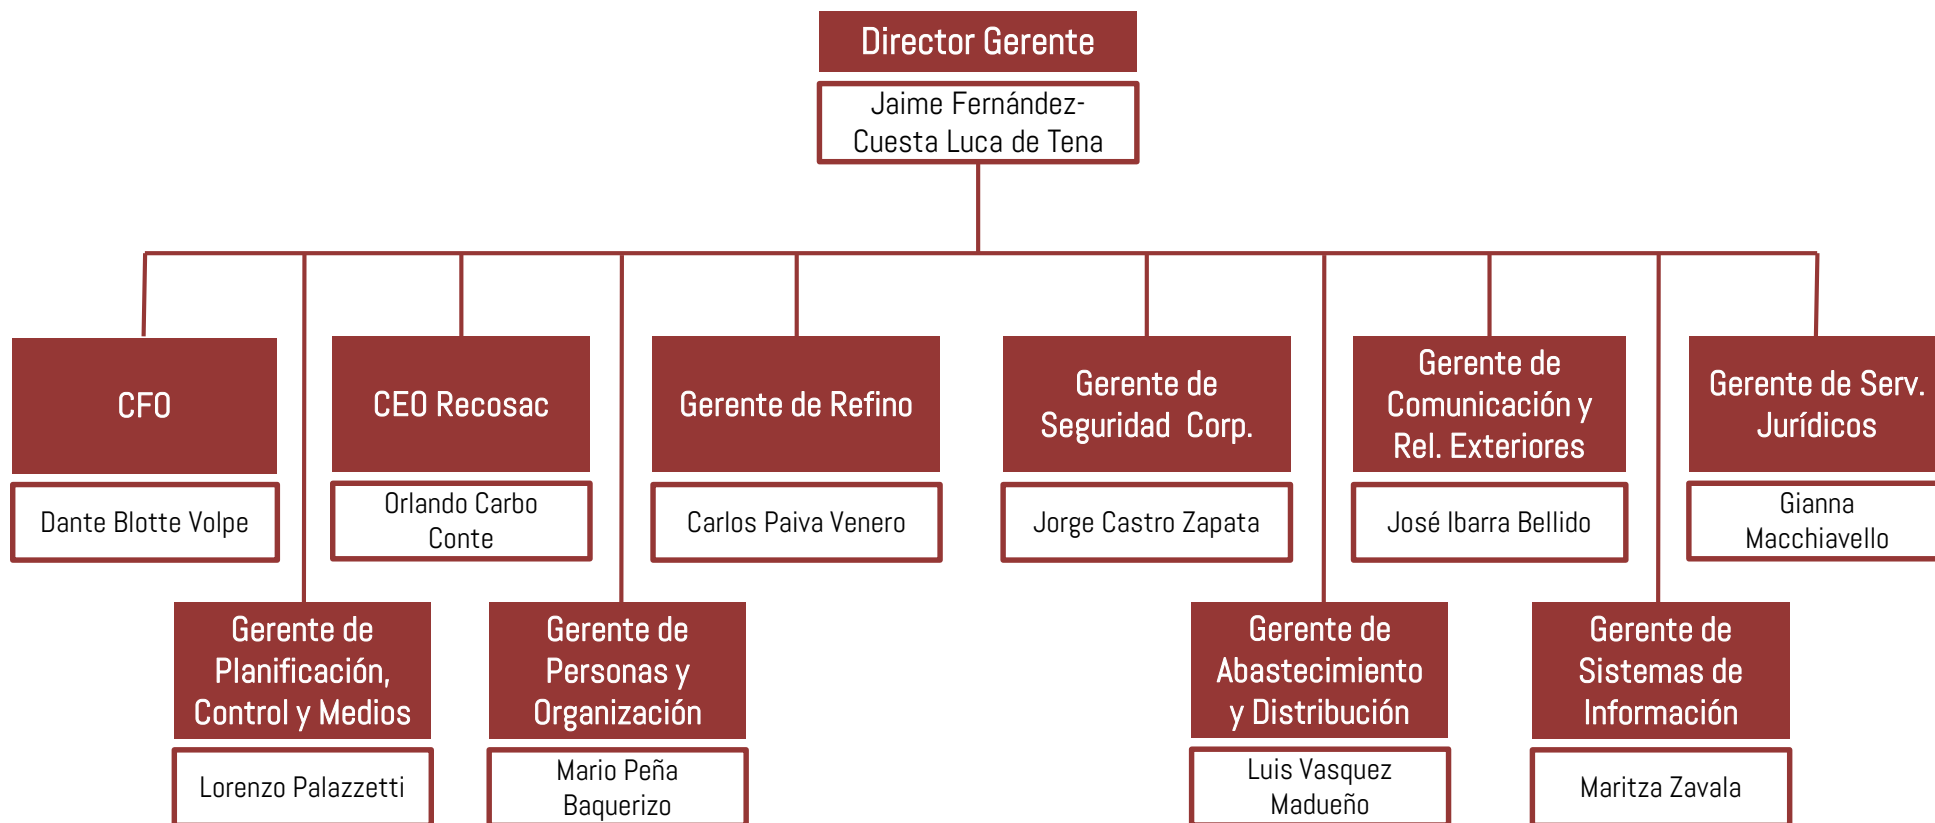 Director Gerente
Jaime Fernández-
Cuesta Luca de Tena
CFO
Dante Blotte Volpe
CEO Recosac
Orlando Carbo
Conte
Gerente de Refino
Carlos Paiva Venero
Gerente de
Seguridad  Corp.
Jorge Castro Zapata
Gerente de
Comunicación y
Rel. Exteriores
José Ibarra Bellido
Gerente de Serv.
Jurídicos
Gianna
Macchiavello
Gerente de
Planificación,
Control y Medios
Lorenzo Palazzetti
Gerente de
Personas y
Organización
Mario Peña
Baquerizo
Gerente de
Abastecimiento
y Distribución
Luis Vasquez
Madueño
Gerente de
Sistemas de
Información
Maritza Zavala